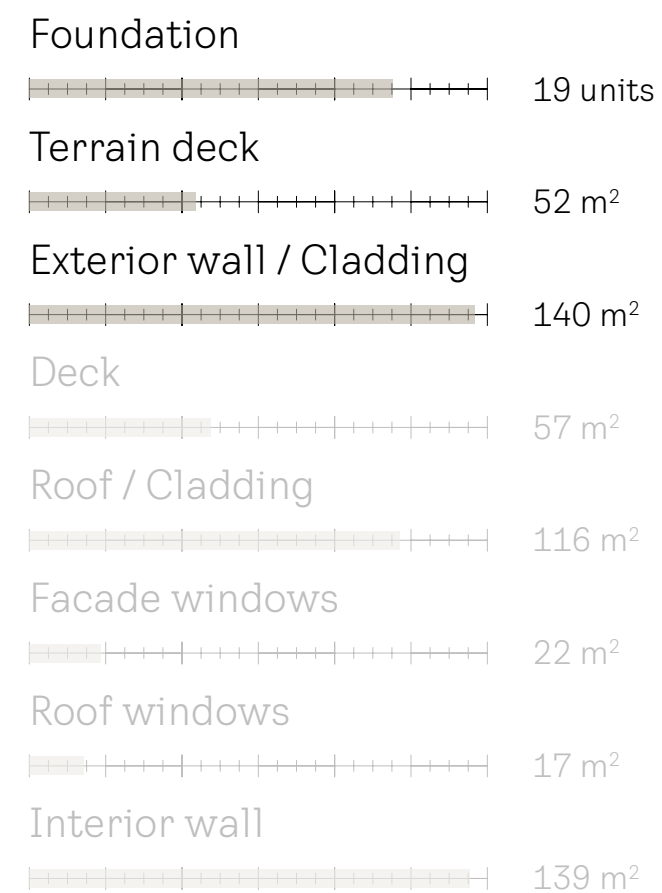 Foundation
19 units
Terrain deck
52 m²
Exterior wall / Cladding
140 m²
Deck
57 m²
Roof / Cladding
116 m²
Facade windows
22 m²
Roof windows
17 m²
Interior wall
139 m²